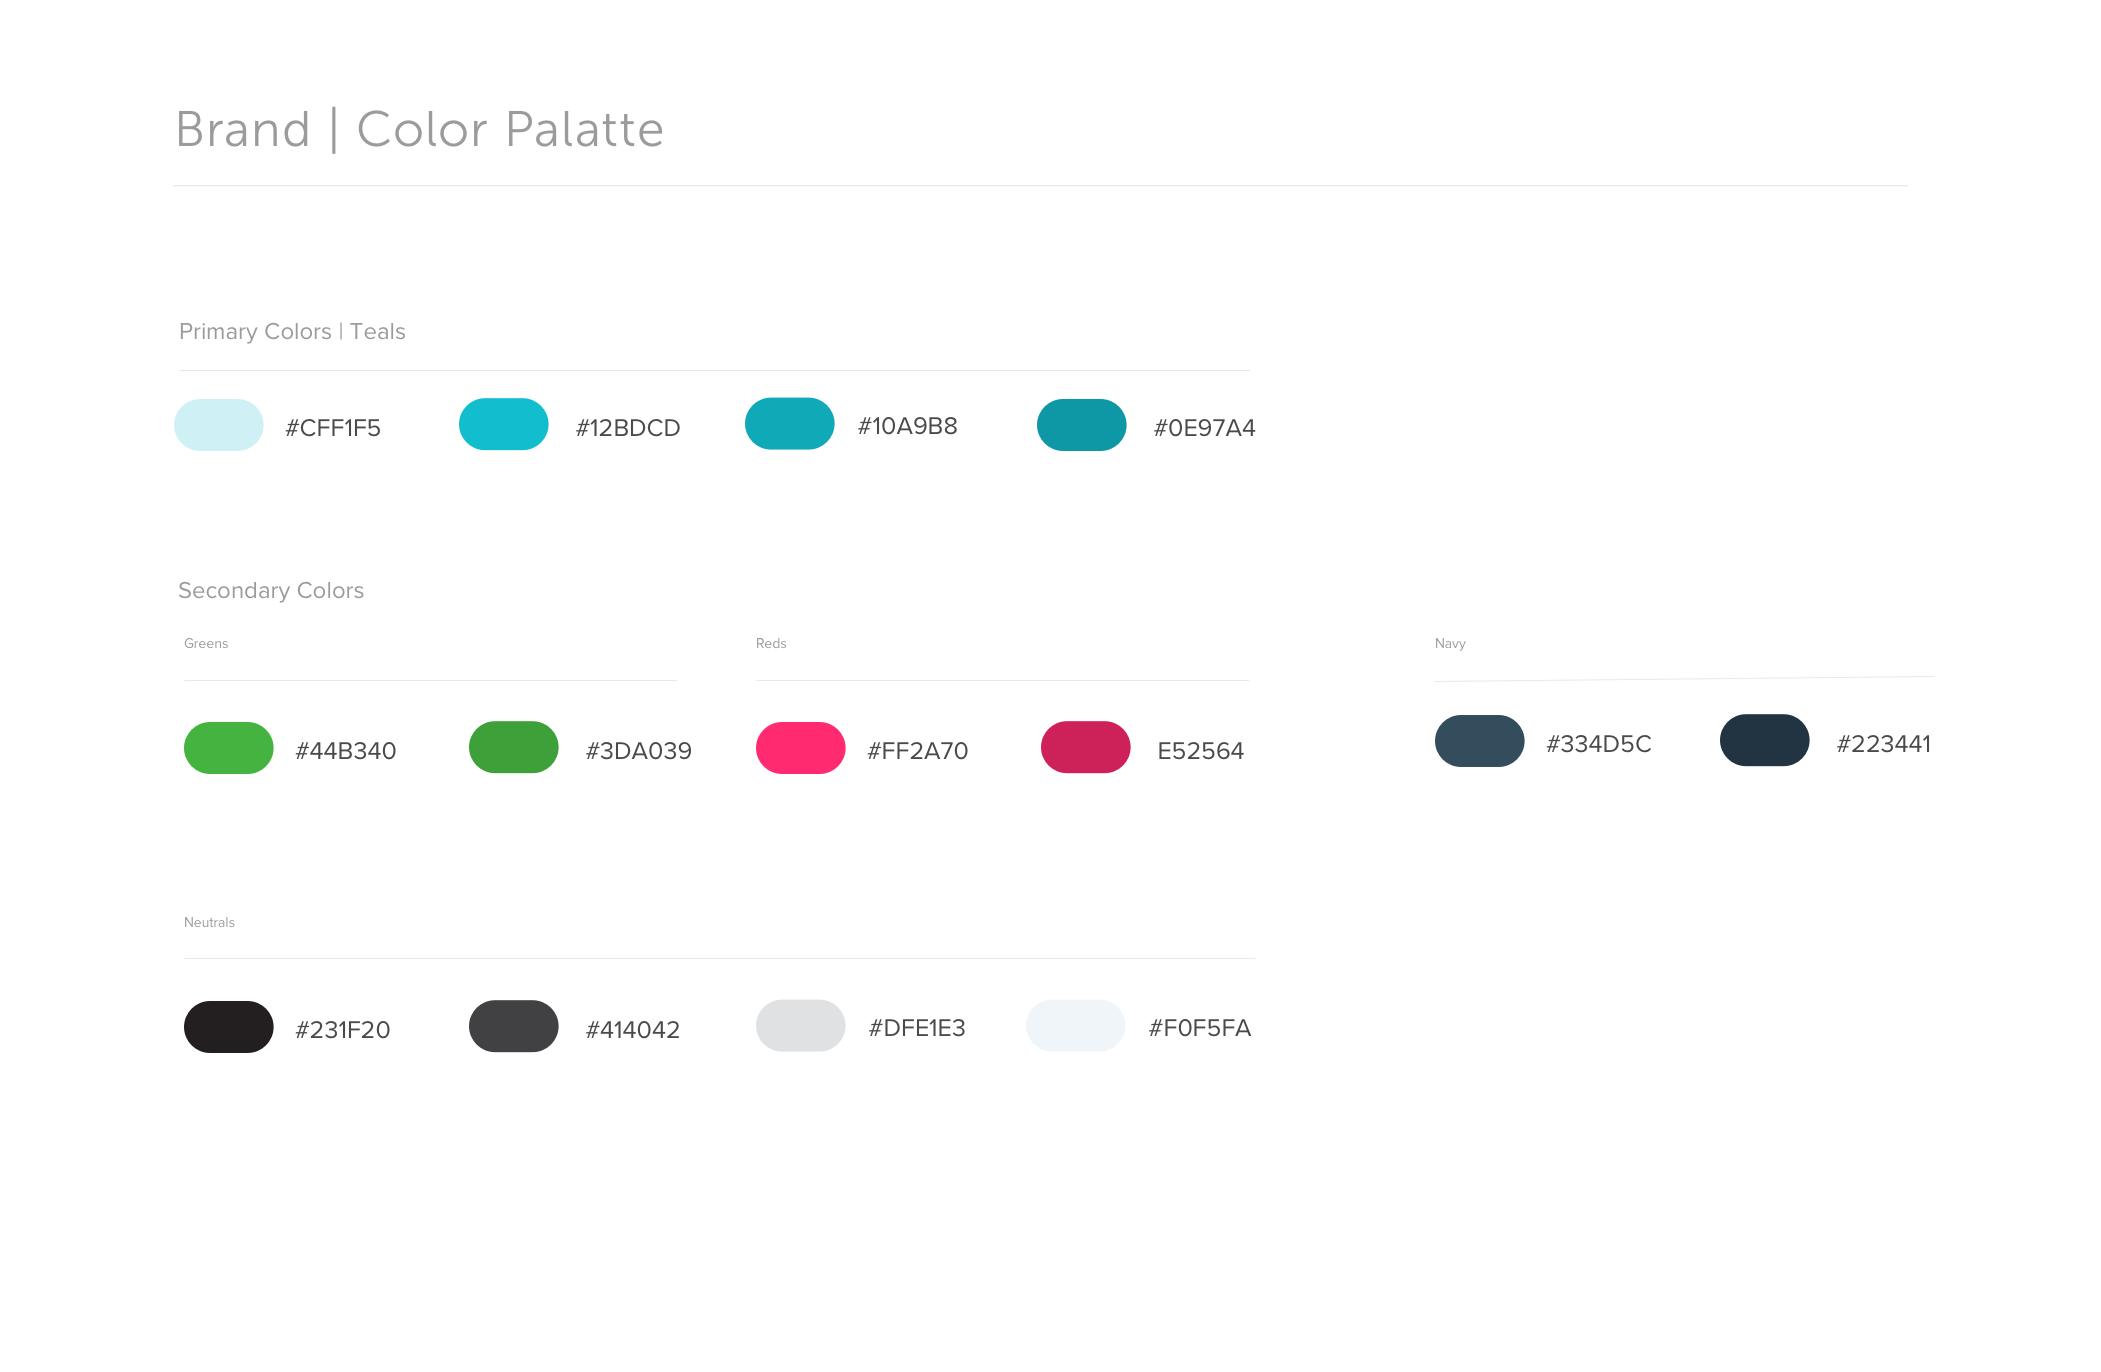 Brand | Color Palatte
Primary Colors | Teals
#CFF1F5 #12BDCD #10A9B8 #0E97A4
Secondary Colors
Greens Reds Navy
#44B340 #3DA039 #FF2A70 E52564 #334D5C #223441
Neutrals
#231F20 #414042 #DFE1E3 #F0F5FA